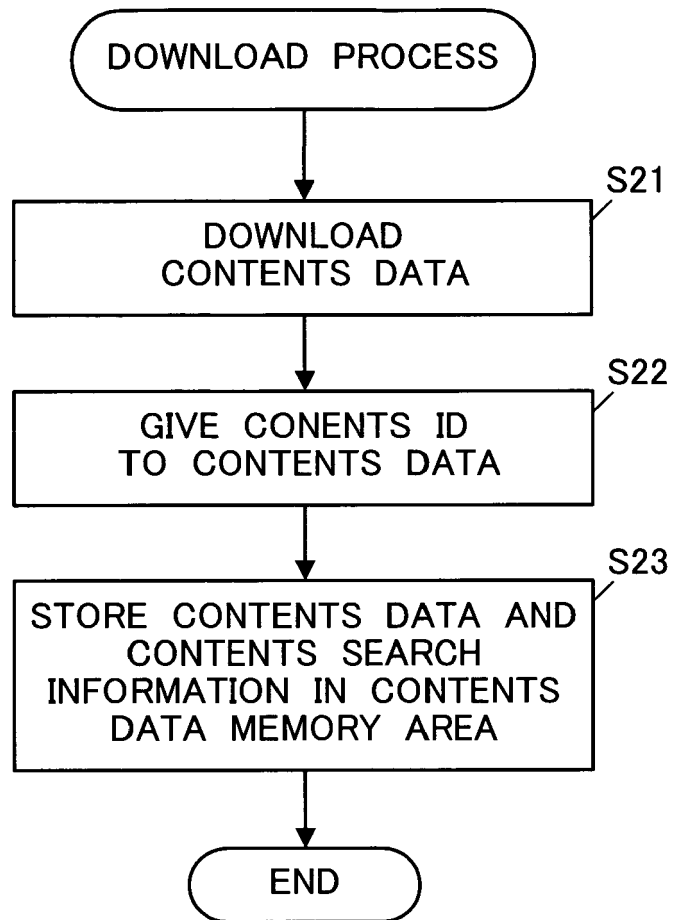 DOWNLOAD PROCESS
S21
DOWNLOAD
CONTENTS DATA
S22
GIVE CONENTS ID
TO CONTENTS DATA
S23
STORE CONTENTS DATA AND
CONTENTS SEARCH
INFORMATION IN CONTENTS
DATA MEMORY AREA
END